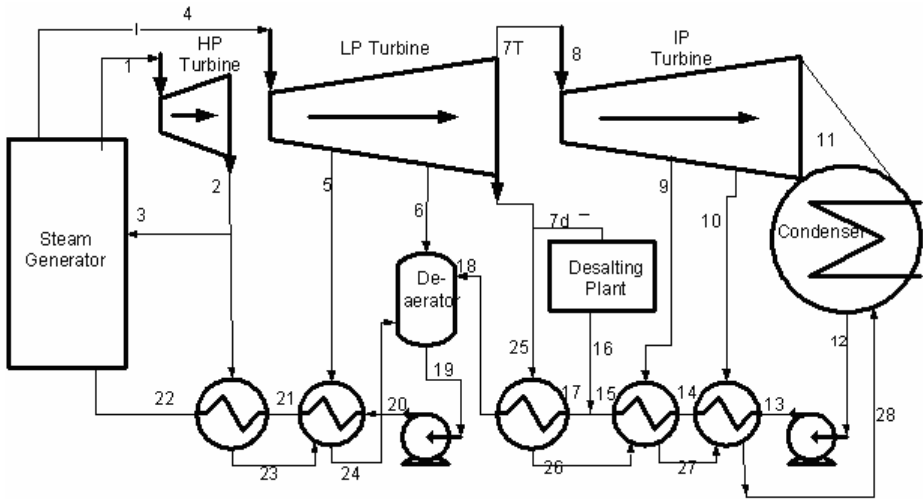 4
HP
Turbine
1
LP Turbine
7T
8
IP
Turbine
11
2
3
5
6
9
10
7d
Steam
Generator
De-
aerator
18
Desalting
Plant
Condenser
12
19
25
16
22
21
20
17
15
14
13
28
23
24
26
27